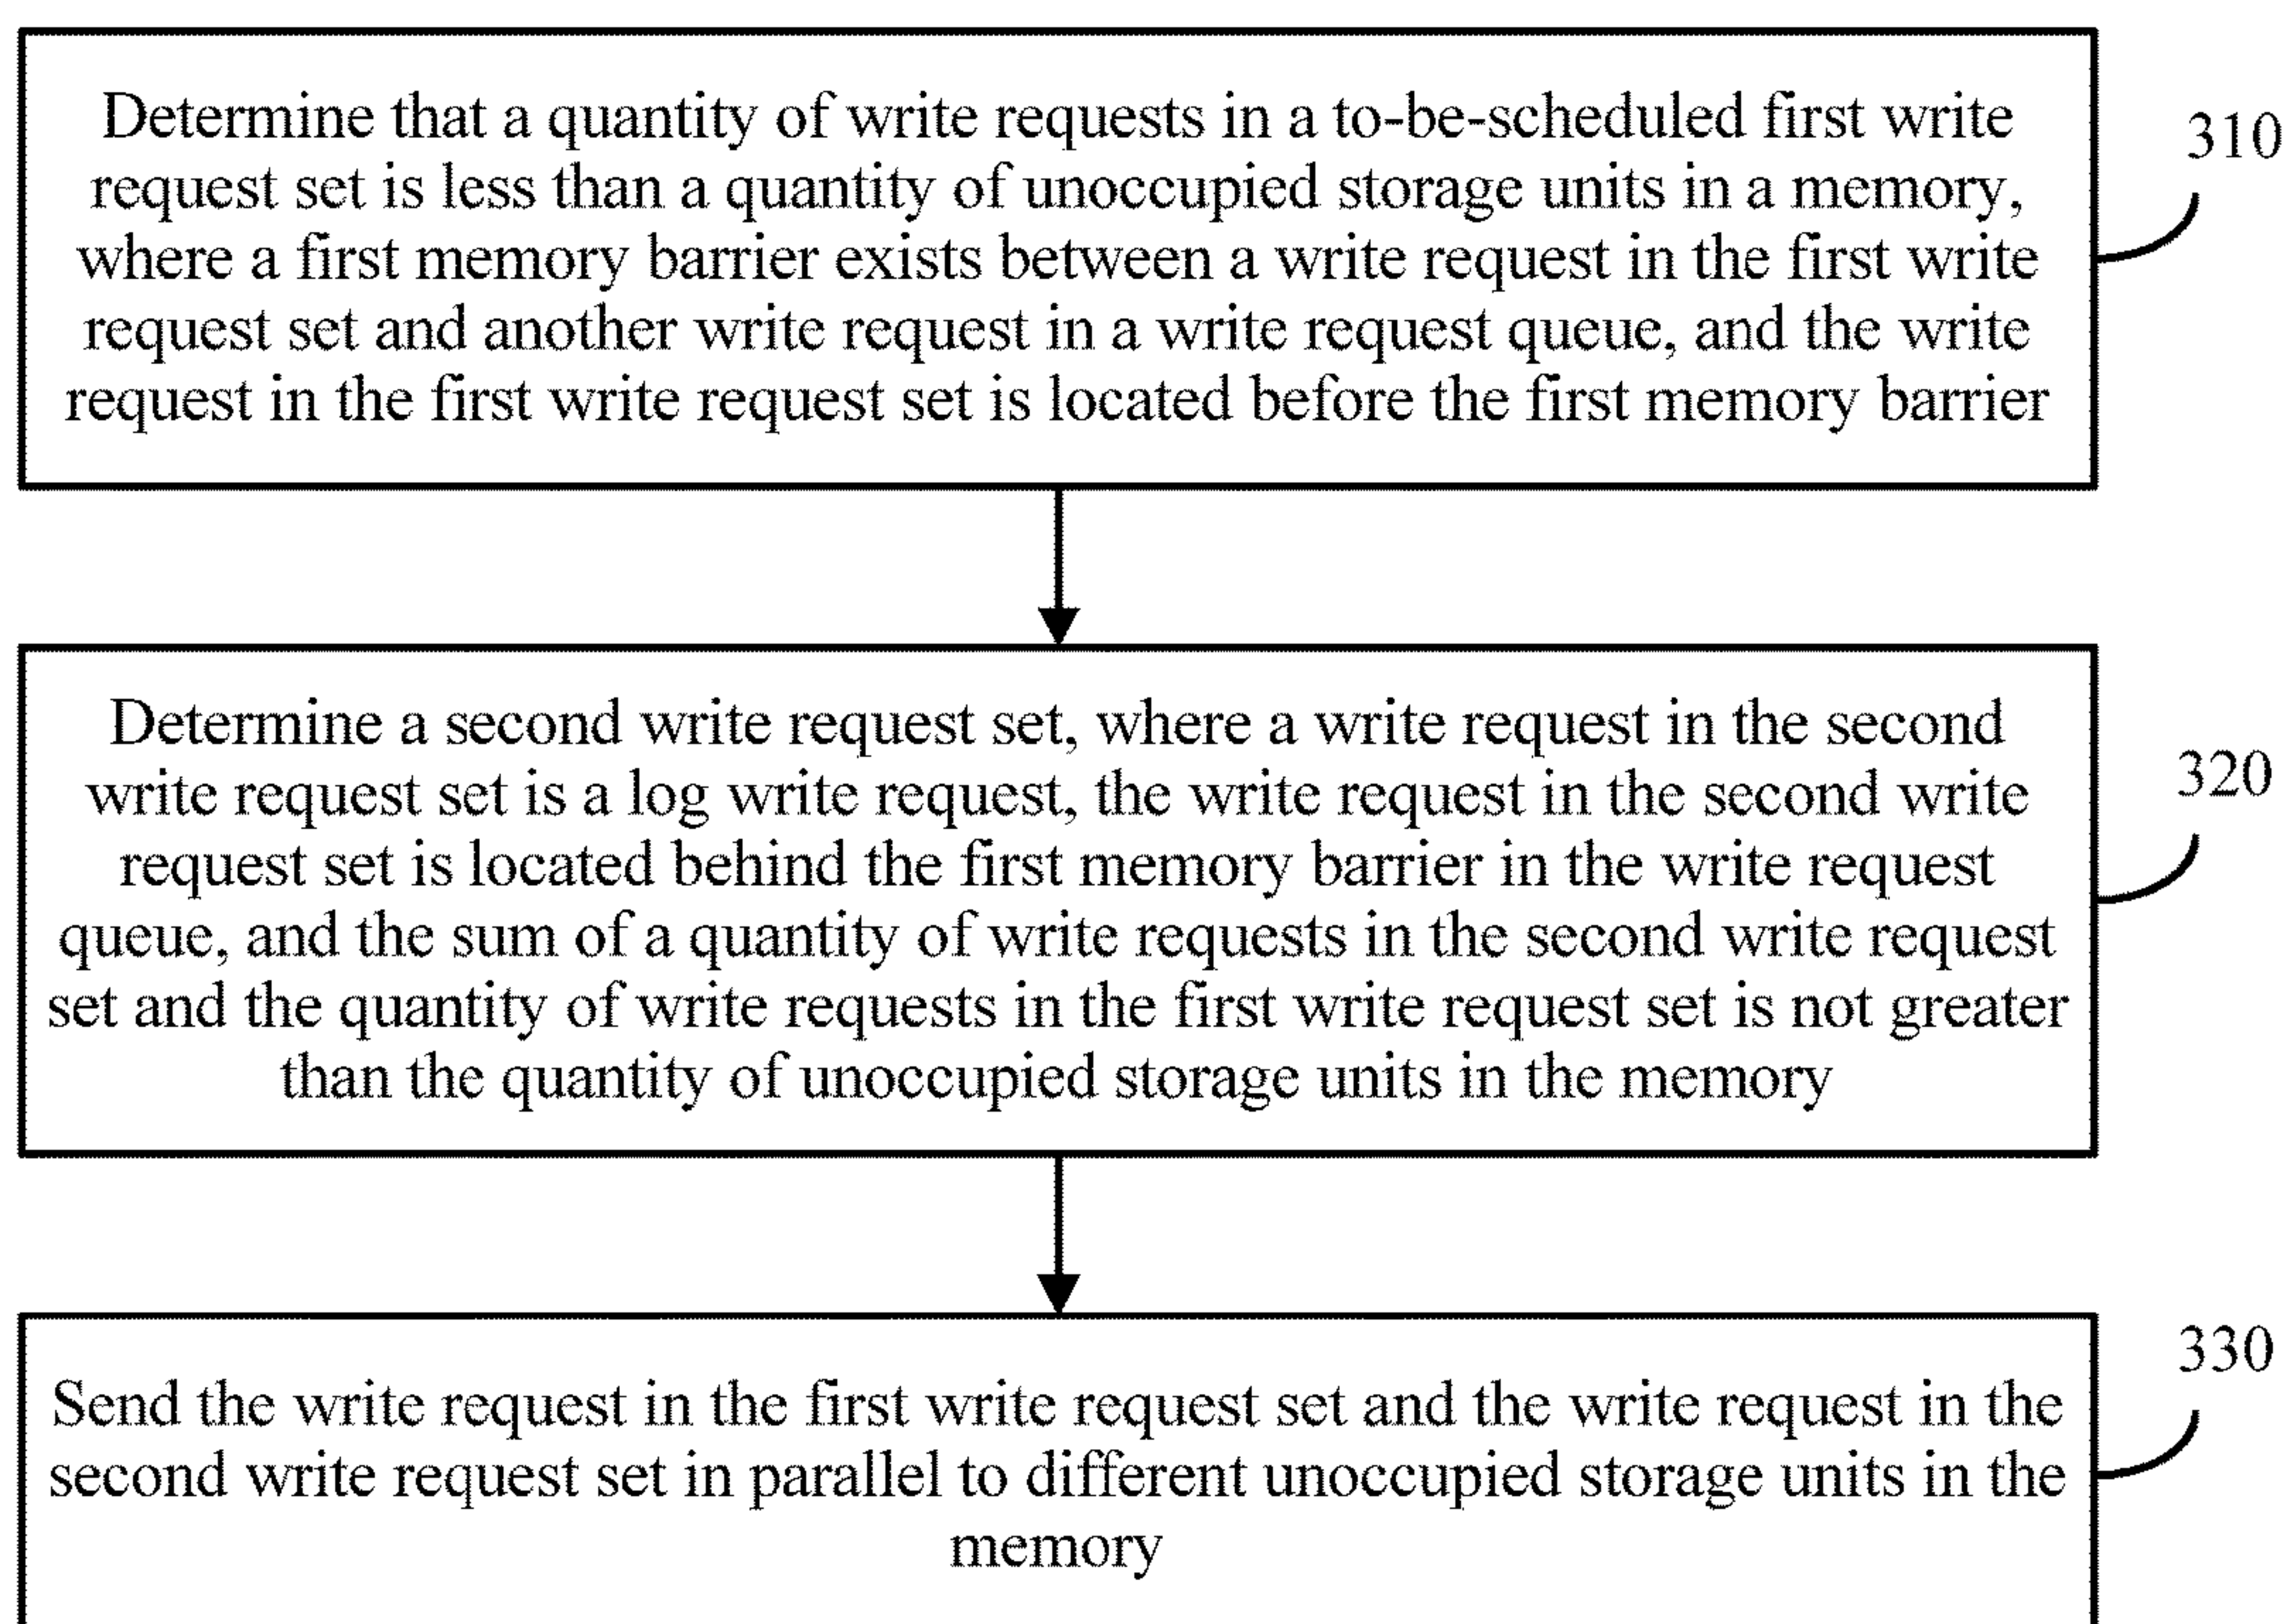 Determine that a quantity of write requests in a to-be-scheduled first write
request set is less than a quantity of unoccupied storage units in a memory,
where a first memory barrier exists between a write request in the first write
request set and another write request in a write request queue, and the write
request in the first write request set is located before the first memory barrier
310
Determine a second write request set, where a write request in the second
write request set is a log write request, the write request in the second write
request set is located behind the first memory barrier in the write request
queue, and the sum of a quantity of write requests in the second write request
set and the quantity of write requests in the first write request set is not greater
than the quantity of unoccupied storage units in the memory
320
Send the write request in the first write request set and the write request in the
second write request set in parallel to different unoccupied storage units in the
memory
330